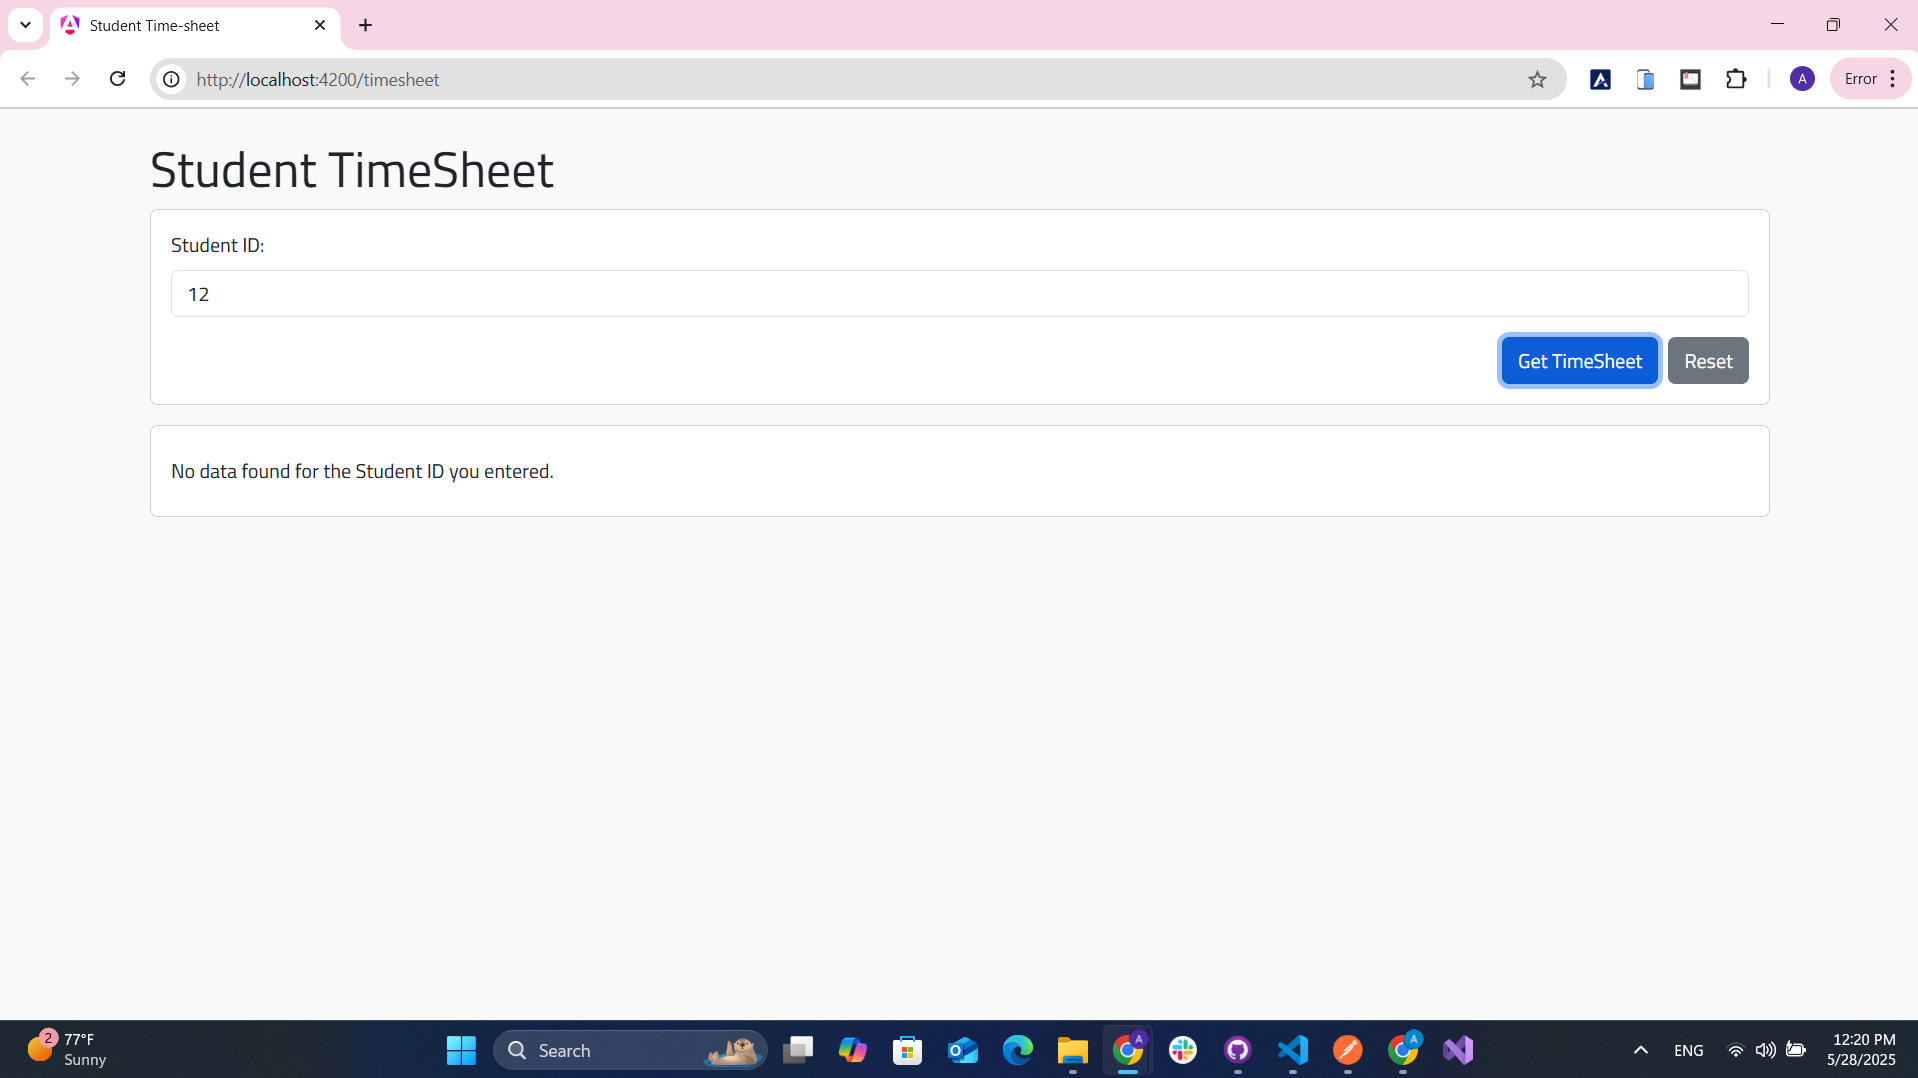 Student Time-sheet
http://localhost:4200/timesheet
A
Error
Student TimeSheet
Student ID:
12
Get TimeSheet
Reset
No data found for the Student ID you entered.
2
77°F
Sunny
Search
A
A
ENG
12:20 PM
5/28/2025